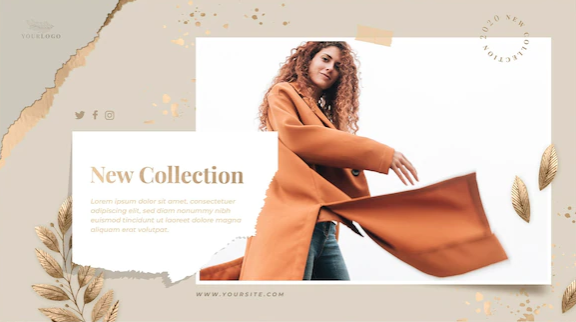 YOURLOGO
2020 NEW COLLECTION
New Collection
Lorem ipsum dolor sit amet, consectetuer
adipiscing elit, sed diam nonummy nibh
euismod tincidunt ut laoreet dolore magna
aliquam erat volutpat.
WWW.YOURSITE.COM